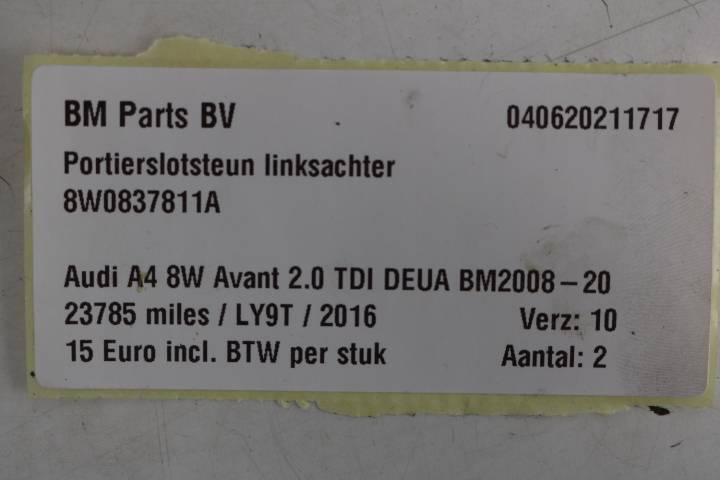 BM Parts BV 040620211717
Portierslotsteun linksachter
8W0837811A
Audi A4 8W Avant 2.0 TDI DEUA BM2008-20
23785 miles / LY9T / 2016 Verz: 10
15 Euro incl. BTW per stuk Aantal: 2